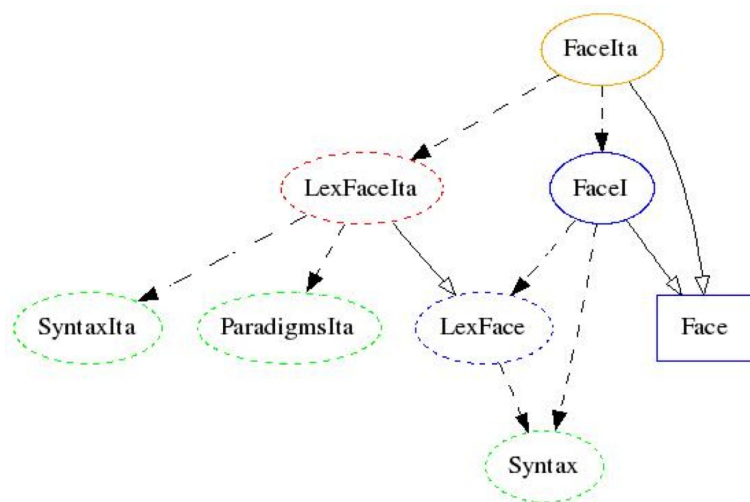 FaceIta
LexFaceIta
FaceI
SyntaxIta
ParadigmsIta
LexFace
Face
Syntax